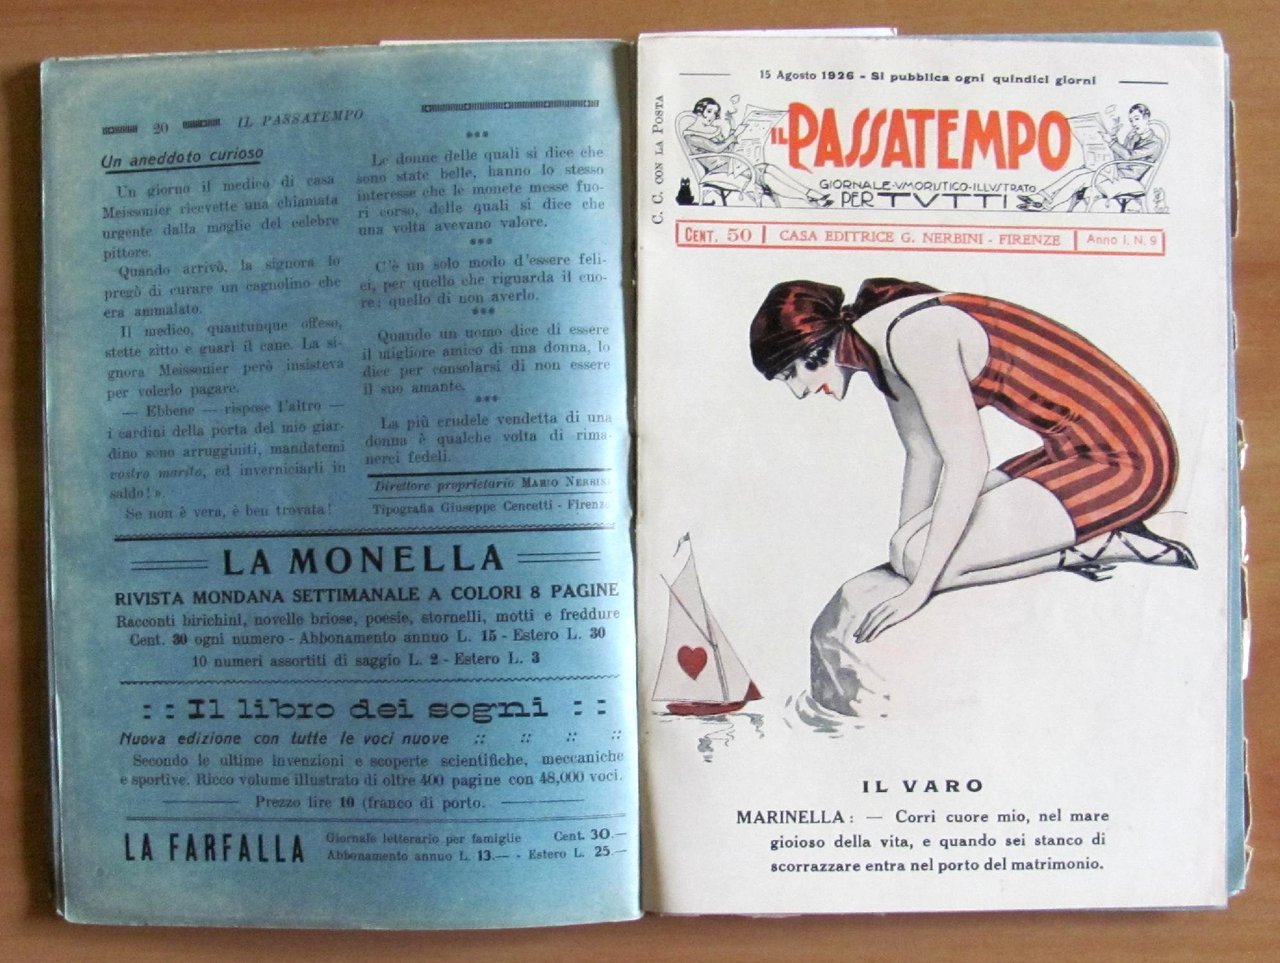 20 IL PASSATEMPO
Un aneddoto curioso
Un giorno il medico di casa
Meissonier ricevette una chiamata
urgente dalla moglie del celebre
pittore.
Quando arrivò, la signora lo
pregò di curare un cagnolino che
era ammalato.
Il medico, quantunque offeso,
stette zitto e guarì il cane. La si-
gnora Meissonier però insisteva
per volerlo pagare.
— Ebbene — rispose l'altro —
i cardini della porta del mio giar-
dino sono arrugginiti, mandatemi
vostro marito, ed inverniciarli in
saldo! ».
Se non è vera, è ben trovata!
***
Le donne delle quali si dice che
sono state belle, hanno lo stesso
interesse che le monete messe fuo-
ri corso, delle quali si dice che
una volta avevano valore.
***
C'è un solo modo d'essere feli-
ci, per quello che riguarda il cuo-
re: quello di non averlo.
***
Quando un uomo dice di essere
il migliore amico di una donna, lo
dice per consolarsi di non essere
il suo amante.
***
La più crudele vendetta di una
donna è qualche volta di rima-
nerci fedeli.
Direttore proprietario MARIO NERBINI
Tipografia Giuseppe Cencetti - Firenze
LA MONELLA
RIVISTA MONDANA SETTIMANALE A COLORI 8 PAGINE
Racconti birichini, novelle briose, poesie, stornelli, motti e freddure
Cent. 30 ogni numero - Abbonamento annuo L. 15 - Estero L. 30
10 numeri assortiti di saggio L. 2 - Estero L. 3
:: Il libro dei sogni ::
Nuova edizione con tutte le voci nuove :: :: :: ::
Secondo le ultime invenzioni e scoperte scientifiche, meccaniche
e sportive. Ricco volume illustrato di oltre 400 pagine con 48,000 voci.
Prezzo lire 10 (franco di porto.
LA FARFALLA
Giornale letterario per famiglie Cent. 30.—
Abbonamento annuo L. 13.— - Estero L. 25.—
15 Agosto 1926 - Si pubblica ogni quindici giorni
C. C. CON LA POSTA
IL PASSATEMPO
GIORNALE-VMORISTICO-ILLVSTRATO
PER TVTTI
CENT. 50 | CASA EDITRICE G. NERBINI - FIRENZE | Anno I. N. 9
IL VARO
MARINELLA: — Corri cuore mio, nel mare
gioioso della vita, e quando sei stanco di
scorrazzare entra nel porto del matrimonio.